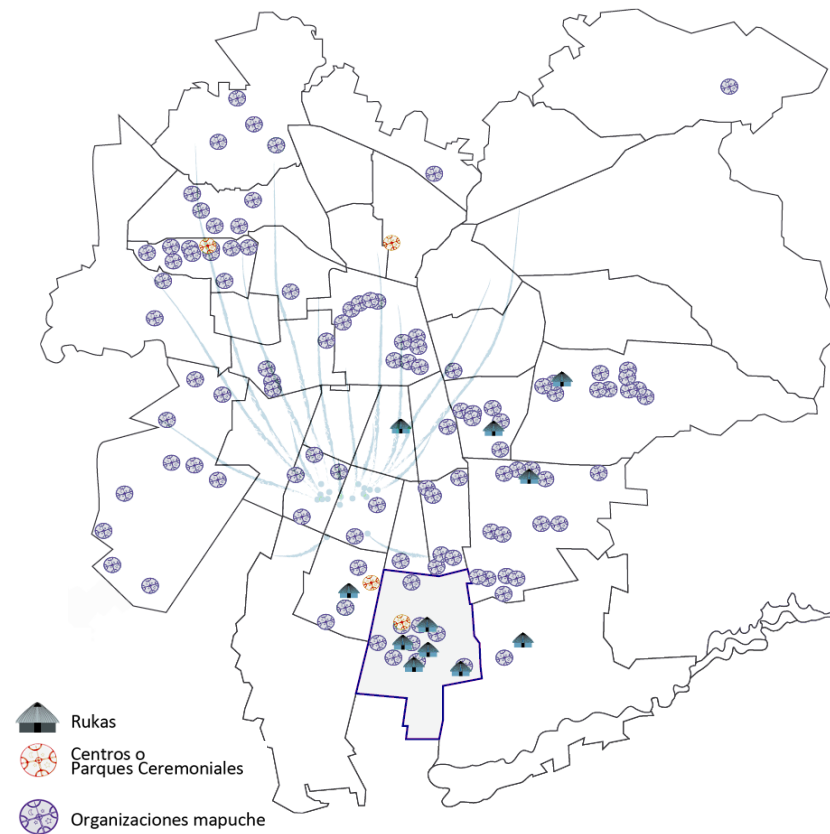 Rukas
Centros o
Parques Ceremoniales
Organizaciones mapuche